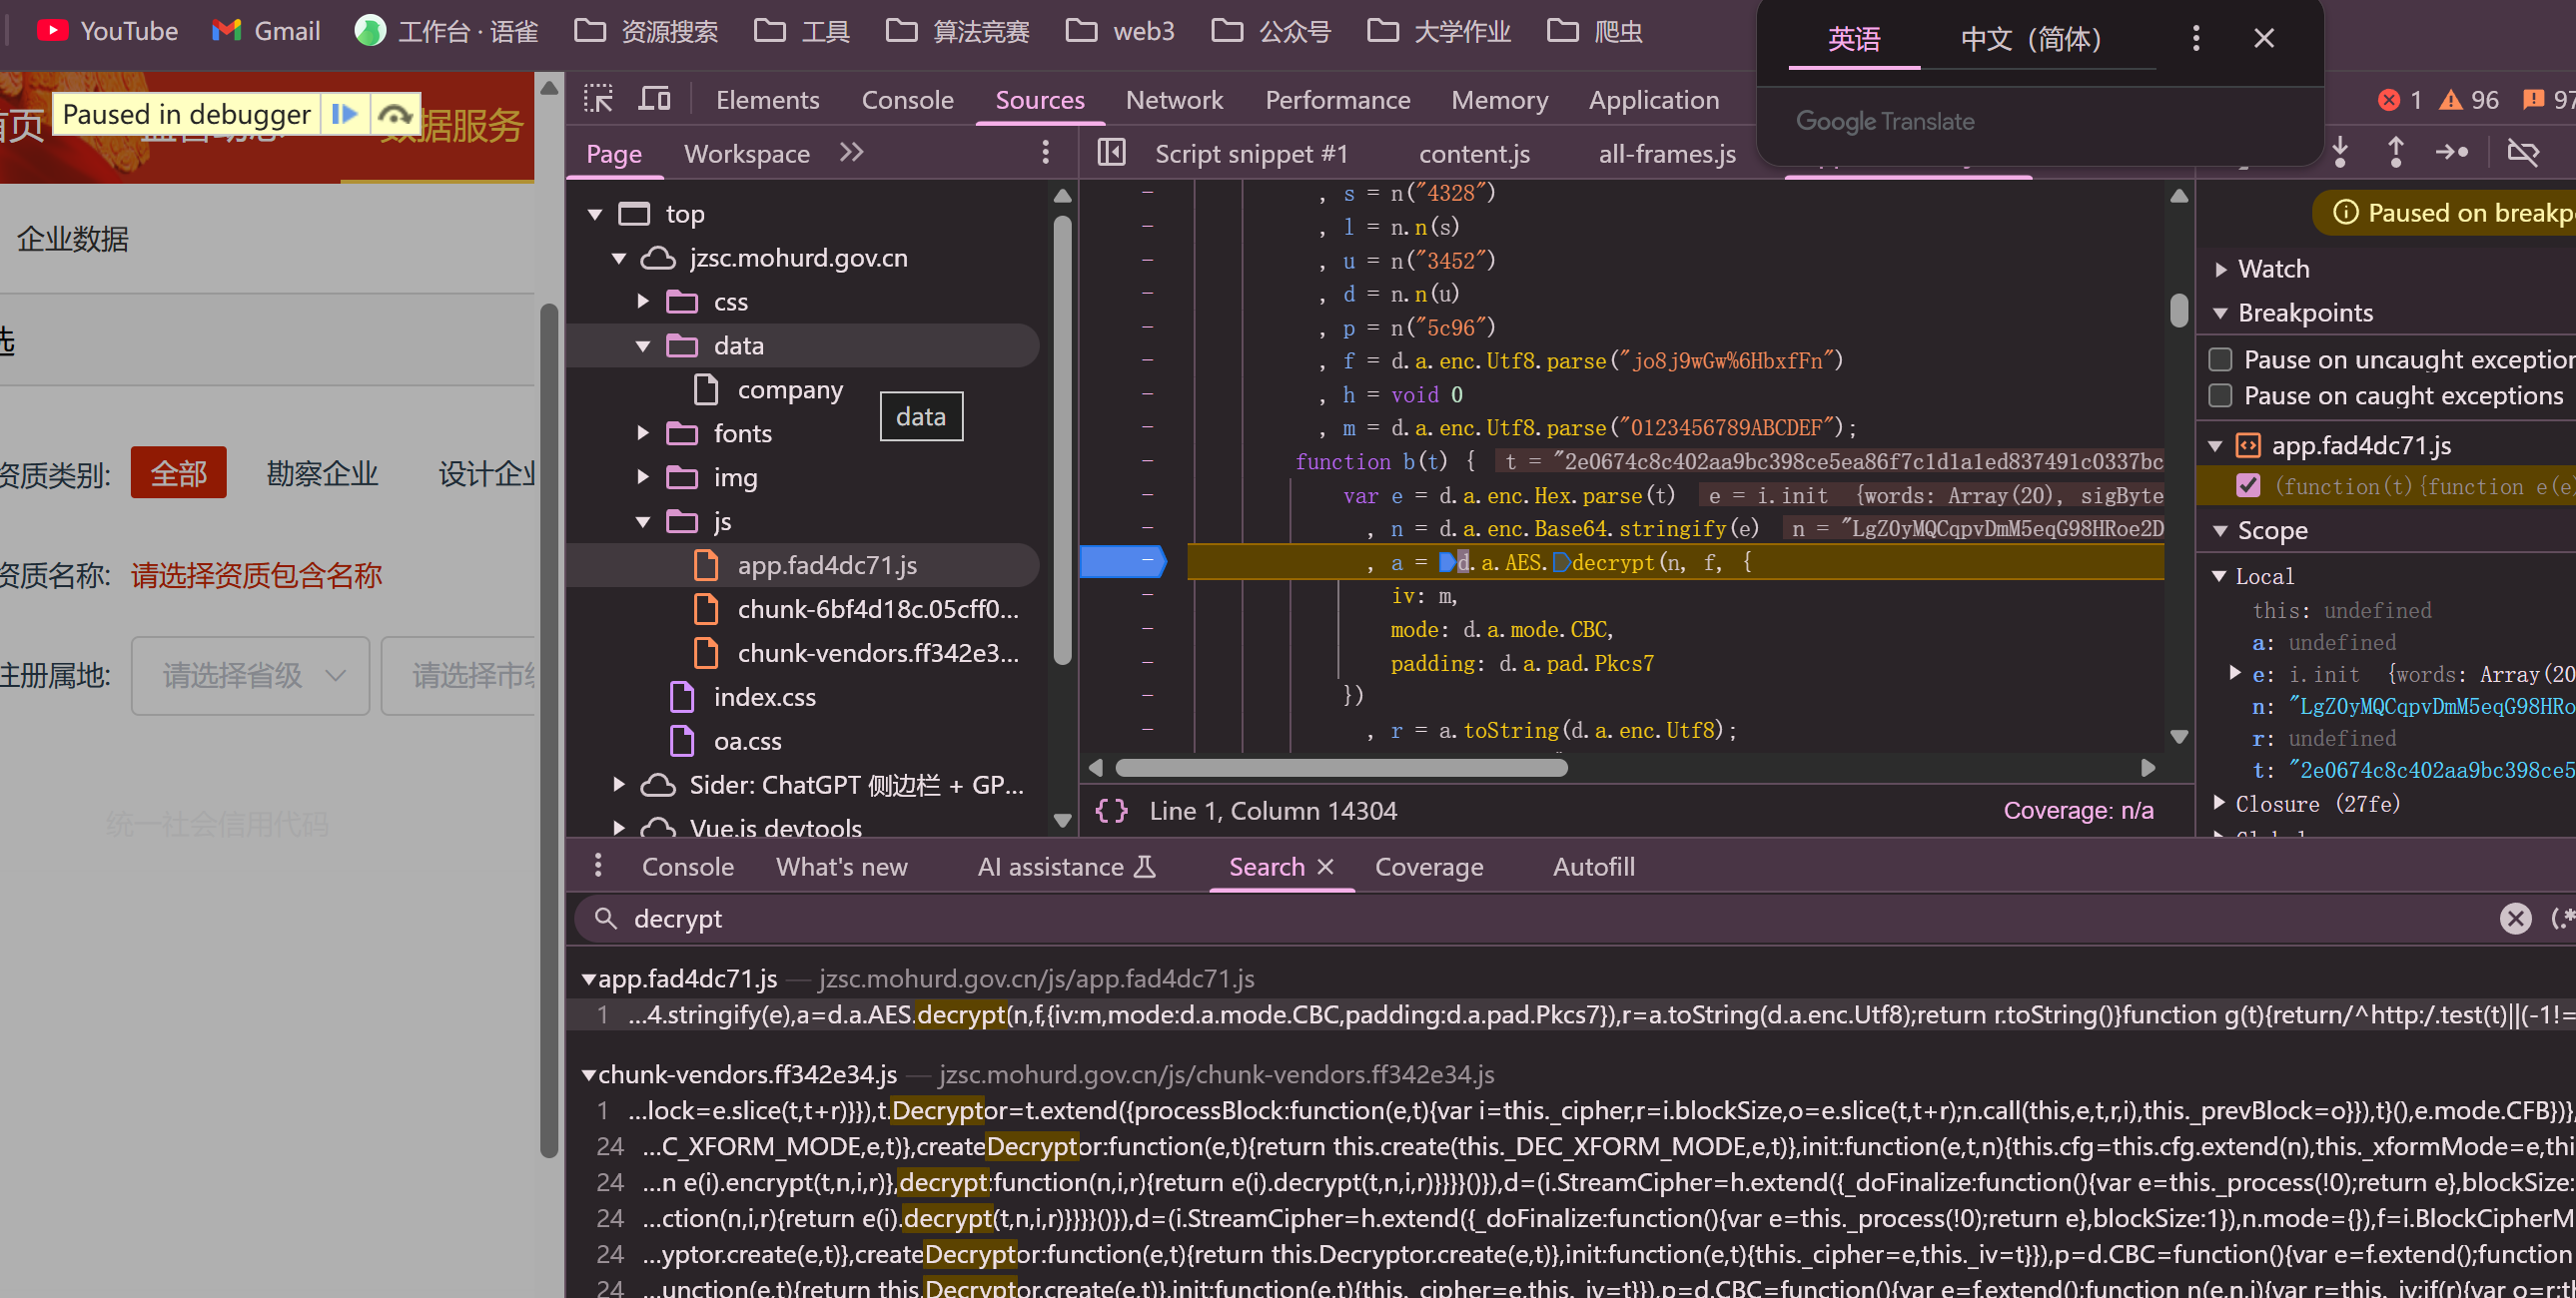 YouTube Gmail 工作台 · 语雀 资源搜索 工具 算法竞赛 web3 公众号 大学作业 爬虫
英语 中文（简体）
Google Translate
首页 数据服务
Paused in debugger
企业数据
选
资质类别: 全部 勘察企业 设计企业
资质名称: 请选择资质包含名称
注册属地: 请选择省级 请选择市级
统一社会信用代码
Elements Console Sources Network Performance Memory Application
1 96 97
Page Workspace
Script snippet #1 content.js all-frames.js
top
jzsc.mohurd.gov.cn
css
data
company
data
fonts
img
js
app.fad4dc71.js
chunk-6bf4d18c.05cff0...
chunk-vendors.ff342e3...
index.css
oa.css
Sider: ChatGPT 侧边栏 + GP...
Vue.js devtools
, s = n("4328")
, l = n.n(s)
, u = n("3452")
, d = n.n(u)
, p = n("5c96")
, f = d.a.enc.Utf8.parse("jo8j9wGw%6HbxfFn")
, h = void 0
, m = d.a.enc.Utf8.parse("0123456789ABCDEF");
function b(t) { t = "2e0674c8c402aa9bc398ce5ea86f7c1d1a1ed837491c0337bc
var e = d.a.enc.Hex.parse(t) e = i.init {words: Array(20), sigByte
, n = d.a.enc.Base64.stringify(e) n = "LgZ0yMQCqpvDmM5eqG98HRoe2D
, a = d.a.AES.decrypt(n, f, {
iv: m,
mode: d.a.mode.CBC,
padding: d.a.pad.Pkcs7
})
, r = a.toString(d.a.enc.Utf8);
{} Line 1, Column 14304 Coverage: n/a
Paused on breakp
Watch
Breakpoints
Pause on uncaught exception
Pause on caught exceptions
app.fad4dc71.js
(function(t){function e(e)
Scope
Local
this: undefined
a: undefined
e: i.init {words: Array(20
n: "LgZ0yMQCqpvDmM5eqG98HRo
r: undefined
t: "2e0674c8c402aa9bc398ce5
Closure (27fe)
Global
Console What's new AI assistance Search Coverage Autofill
decrypt (.*
app.fad4dc71.js — jzsc.mohurd.gov.cn/js/app.fad4dc71.js
1 ...4.stringify(e),a=d.a.AES.decrypt(n,f,{iv:m,mode:d.a.mode.CBC,padding:d.a.pad.Pkcs7}),r=a.toString(d.a.enc.Utf8);return r.toString()}function g(t){return/^http:/.test(t)||(-1!=
chunk-vendors.ff342e34.js — jzsc.mohurd.gov.cn/js/chunk-vendors.ff342e34.js
1 ...lock=e.slice(t,t+r)}}),t.Decryptor=t.extend({processBlock:function(e,t){var i=this._cipher,r=i.blockSize,o=e.slice(t,t+r);n.call(this,e,t,r,i),this._prevBlock=o}}),t}(),e.mode.CFB})},
24 ...C_XFORM_MODE,e,t)},createDecryptor:function(e,t){return this.create(this._DEC_XFORM_MODE,e,t)},init:function(e,t,n){this.cfg=this.cfg.extend(n),this._xformMode=e,thi
24 ...n e(i).encrypt(t,n,i,r)},decrypt:function(n,i,r){return e(i).decrypt(t,n,i,r)}}}}()}),d=(i.StreamCipher=h.extend({_doFinalize:function(){var e=this._process(!0);return e},blockSize:
24 ...ction(n,i,r){return e(i).decrypt(t,n,i,r)}}}}()}),d=(i.StreamCipher=h.extend({_doFinalize:function(){var e=this._process(!0);return e},blockSize:1}),n.mode={}),f=i.BlockCipherM
24 ...yptor.create(e,t)},createDecryptor:function(e,t){return this.Decryptor.create(e,t)},init:function(e,t){this._cipher=e,this._iv=t}}),p=d.CBC=function(){var e=f.extend();function
24 ...unction(e,t){return this.Decryptor.create(e,t)},init:function(e,t){this._cipher=e,this._iv=t}}),p=d.CBC=function(){var e=f.extend();function n(e,n,i){var r=this._iv;if(r){var o=r;th